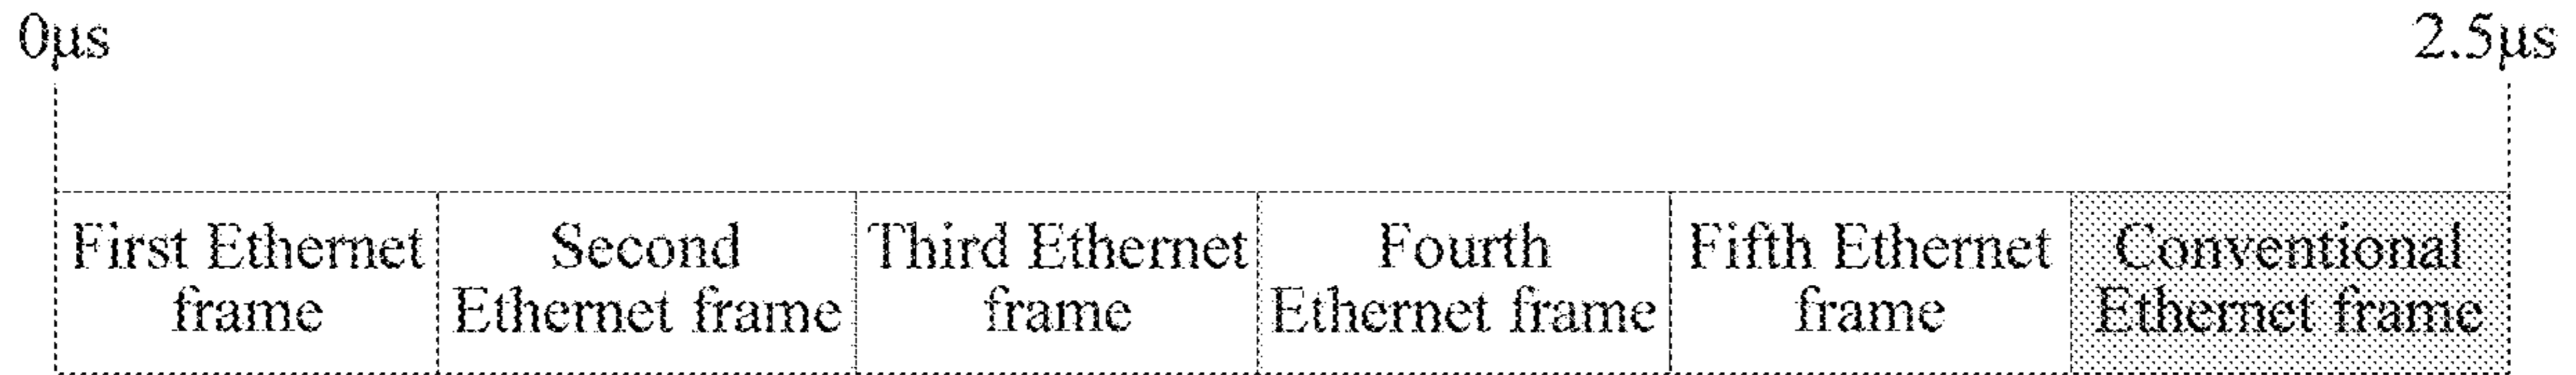 0μs
2.5μs
First Ethernet
frame
Second
Ethernet frame
Third Ethernet
frame
Fourth
Ethernet frame
Fifth Ethernet
frame
Conventional
Ethernet frame